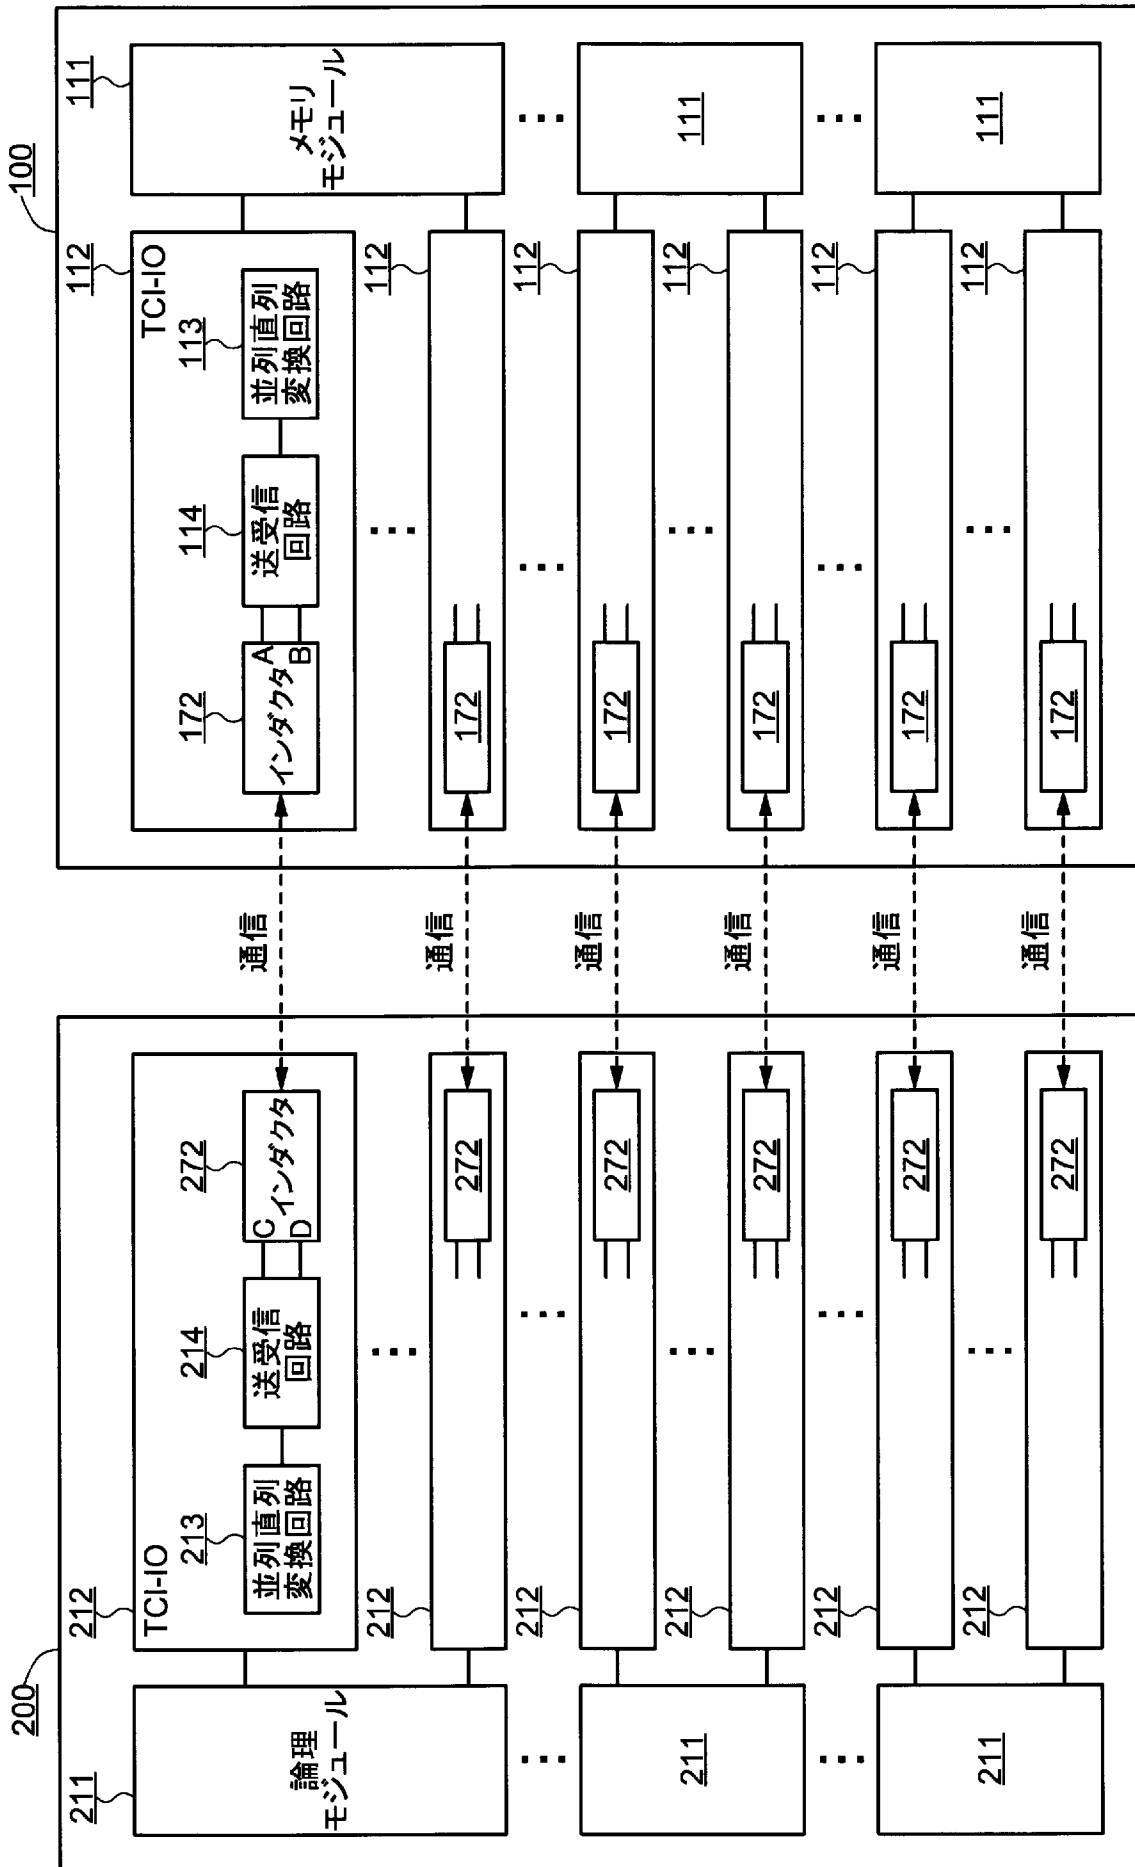 200
100
211
212
112
111
TCI-IO
TCI-IO
213
214
272
172
114
113
論理
モジュール
並列直列
変換回路
送受信
回路
C
D
インダクタ
通信
インダクタ
A
B
送受信
回路
並列直列
変換回路
メモリ
モジュール
212
通信
112
272
172
212
通信
112
272
172
211
111
212
通信
112
272
172
212
通信
112
272
172
211
111
212
通信
112
272
172